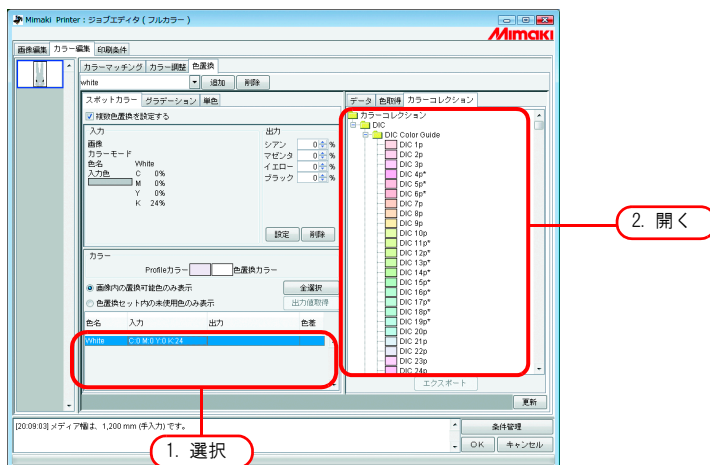 Mimaki Printer : ジョブエディタ ( フルカラー )
Mimaki
画像編集 カラー編集 印刷条件
カラーマッチング カラー調整 色置換
white 追加 削除
スポットカラー グラデーション 単色
複数色置換を設定する
入力
画像
カラーモード
色名 White
入力色 C 0%
M 0%
Y 0%
K 24%
出力
シアン 0 %
マゼンタ 0 %
イエロー 0 %
ブラック 0 %
設定 削除
カラー
Profileカラー 色置換カラー
画像内の置換可能色のみ表示 全選択
色置換セット内の未使用色のみ表示 出力値取得
色名 入力 出力 色差
White C:0 M:0 Y:0 K:24
データ 色取得 カラーコレクション
カラーコレクション
DIC
DIC Color Guide
DIC 1p
DIC 2p
DIC 3p
DIC 4p*
DIC 5p*
DIC 6p*
DIC 7p
DIC 8p
DIC 9p
DIC 10p
DIC 11p*
DIC 12p*
DIC 13p*
DIC 14p*
DIC 15p*
DIC 16p*
DIC 17p*
DIC 18p*
DIC 19p*
DIC 20p
DIC 21p
DIC 22p
DIC 23p
DIC 24p
エクスポート
更新
[20:09:03] メディア幅は、1,200 mm (手入力) です。
条件管理
OK キャンセル
1. 選択
2. 開く